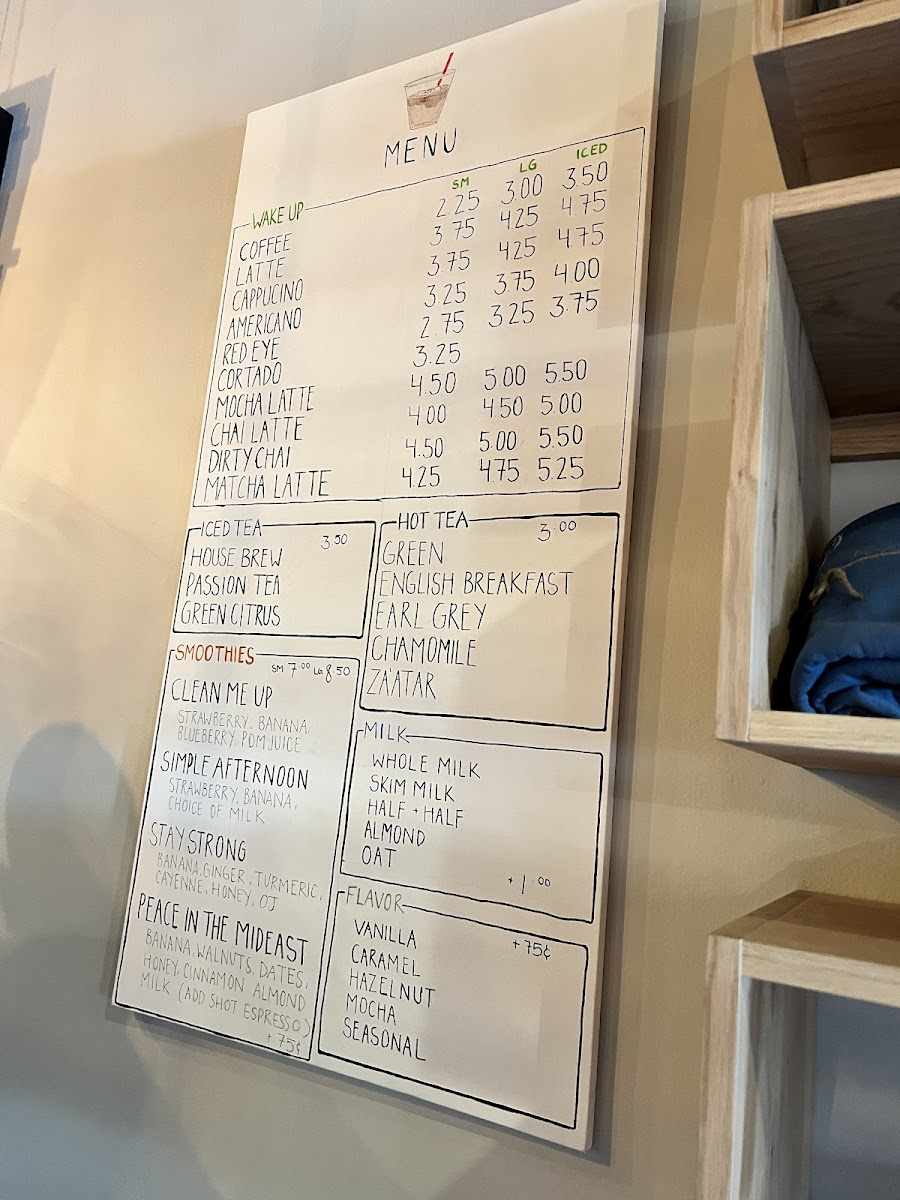 MENU
SM LG ICED
WAKE UP
COFFEE 2.25 3.00 3.50
LATTE 3.75 4.25 4.75
CAPPUCINO 3.75 4.25 4.75
AMERICANO 3.25 3.75 4.00
RED EYE 2.75 3.25 3.75
CORTADO 3.25
MOCHA LATTE 4.50 5.00 5.50
CHAI LATTE 4.00 4.50 5.00
DIRTY CHAI 4.50 5.00 5.50
MATCHA LATTE 4.25 4.75 5.25
ICED TEA
3.50
HOUSE BREW
PASSION TEA
GREEN CITRUS
HOT TEA
3.00
GREEN
ENGLISH BREAKFAST
EARL GREY
CHAMOMILE
ZA'ATAR
SMOOTHIES
SM 7.00 LG 8.50
CLEAN ME UP
STRAWBERRY, BANANA,
BLUEBERRY, POM JUICE
SIMPLE AFTERNOON
STRAWBERRY, BANANA,
CHOICE OF MILK
STAY STRONG
BANANA, GINGER, TURMERIC,
CAYENNE, HONEY, OJ
PEACE IN THE MIDEAST
BANANA, WALNUTS, DATES,
HONEY, CINNAMON ALMOND
MILK (ADD SHOT ESPRESSO)
+75¢
MILK
WHOLE MILK
SKIM MILK
HALF + HALF
ALMOND
OAT
+1.00
FLAVOR
+75¢
VANILLA
CARAMEL
HAZELNUT
MOCHA
SEASONAL